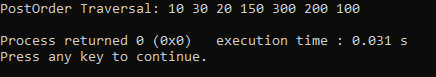 PostOrder Traversal: 10 30 20 150 300 200 100
Process returned 0 (0x0)   execution time : 0.031 s
Press any key to continue.